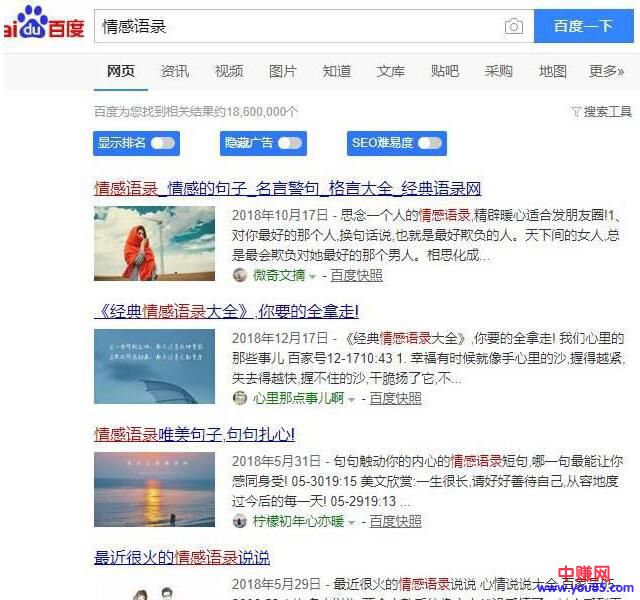 ai du 百度
情感语录
百度一下
网页 资讯 视频 图片 知道 文库 贴吧 采购 地图 更多»
百度为您找到相关结果约18,600,000个
搜索工具
显示排名 隐藏广告 SEO难易度
情感语录_情感的句子_名言警句_格言大全_经典语录网
2018年10月17日 - 思念一个人的情感语录,精辟暖心适合发朋友圈!1、
对你最好的那个人,换句话说,也就是最好欺负的人。天下间的女人,总
是最会欺负对她最好的那个男人。相思化成...
微奇文摘 - 百度快照
《经典情感语录大全》,你要的全拿走!
2018年12月17日 - 《经典情感语录大全》,你要的全拿走! 我们心里的
那些事儿 百家号12-1710:43 1. 幸福有时候就像手心里的沙,握得越紧,
失去得越快,握不住的沙,干脆扬了它,不...
心里那点事儿啊 - 百度快照
情感语录唯美句子,句句扎心!
2018年5月31日 - 句句触动你的内心的情感语录短句,哪一句最能让你
感同身受! 05-3019:15 美文欣赏:一生很长,请好好善待自己,从容地度
过今后的每一天! 05-2919:13 ...
柠檬初年心亦暖 - 百度快照
最近很火的情感语录说说
2018年5月29日 - 最近很火的情感语录说说 心情说说大全
中赚网
www.you85.com